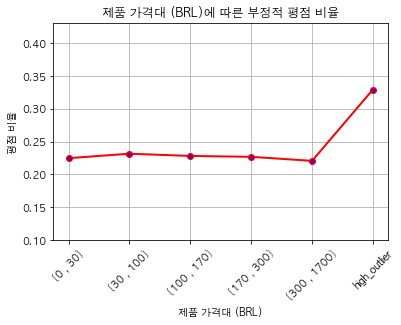 제품 가격대 (BRL)에 따른 부정적 평점 비율
평점 비율
0.40
0.35
0.30
0.25
0.20
0.15
0.10
(0 , 30)
(30 , 100)
(100 , 170)
(170 , 300)
(300 , 1700)
hgh_outlier
제품 가격대 (BRL)